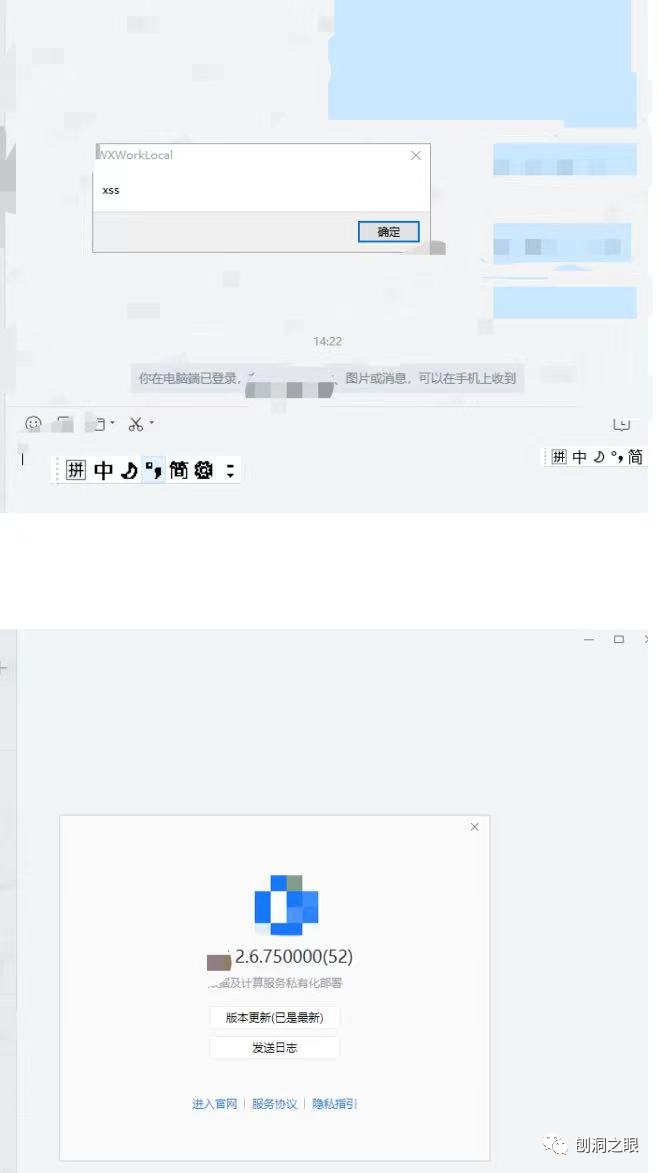 WXWorkLocal
xss
确定
14:22
你在电脑端已登录，
、图片或消息，可以在手机上收到
拼 中 简
拼 中 简
2.6.750000(52)
据及计算服务私有化部署
版本更新(已是最新)
发送日志
进入官网 | 服务协议 | 隐私指引
刨洞之眼